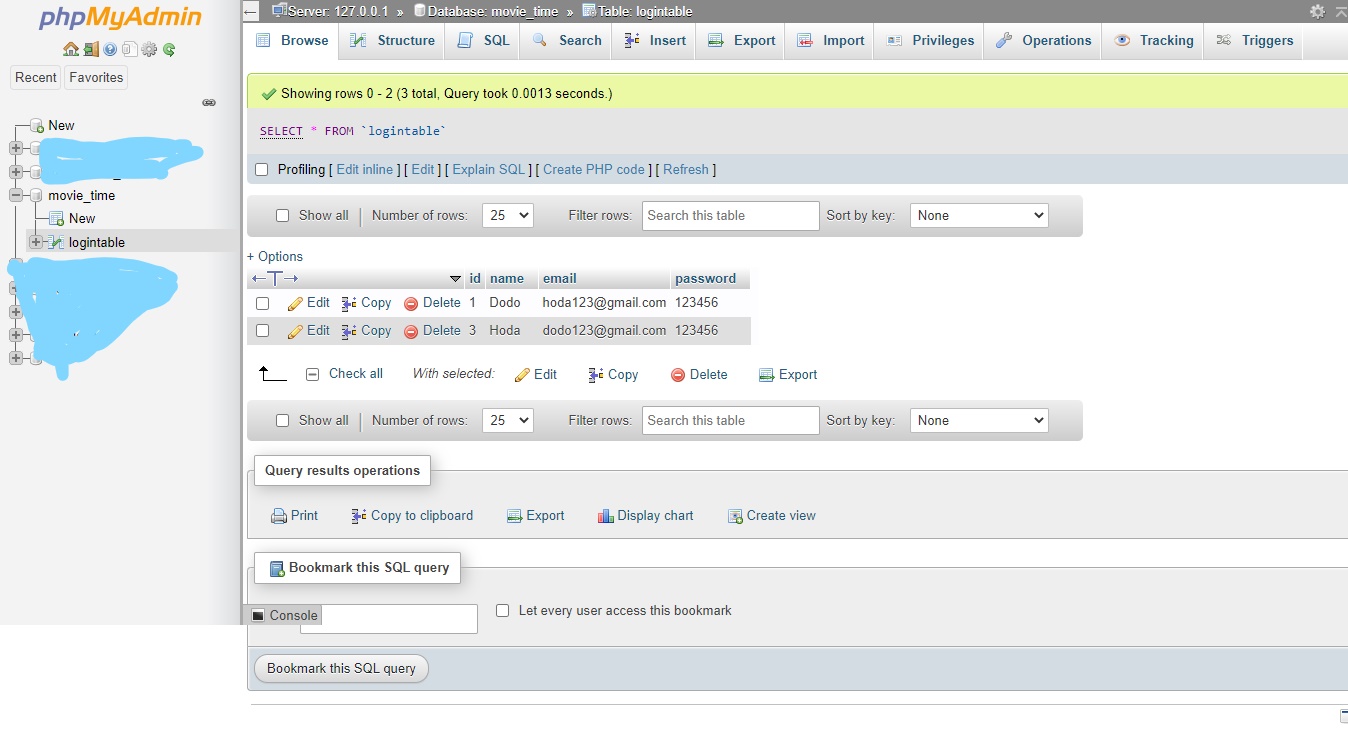 phpMyAdmin
Recent Favorites
New
movie_time
New
logintable
Server: 127.0.0.1 » Database: movie_time » Table: logintable
Browse Structure SQL Search Insert Export Import Privileges Operations Tracking Triggers
Showing rows 0 - 2 (3 total, Query took 0.0013 seconds.)
SELECT * FROM `logintable`
Profiling [ Edit inline ] [ Edit ] [ Explain SQL ] [ Create PHP code ] [ Refresh ]
Show all Number of rows: 25 Filter rows: Search this table Sort by key: None
+ Options
id name email password
Edit Copy Delete 1 Dodo hoda123@gmail.com 123456
Edit Copy Delete 3 Hoda dodo123@gmail.com 123456
Check all With selected: Edit Copy Delete Export
Show all Number of rows: 25 Filter rows: Search this table Sort by key: None
Query results operations
Print Copy to clipboard Export Display chart Create view
Bookmark this SQL query
Console Let every user access this bookmark
Bookmark this SQL query